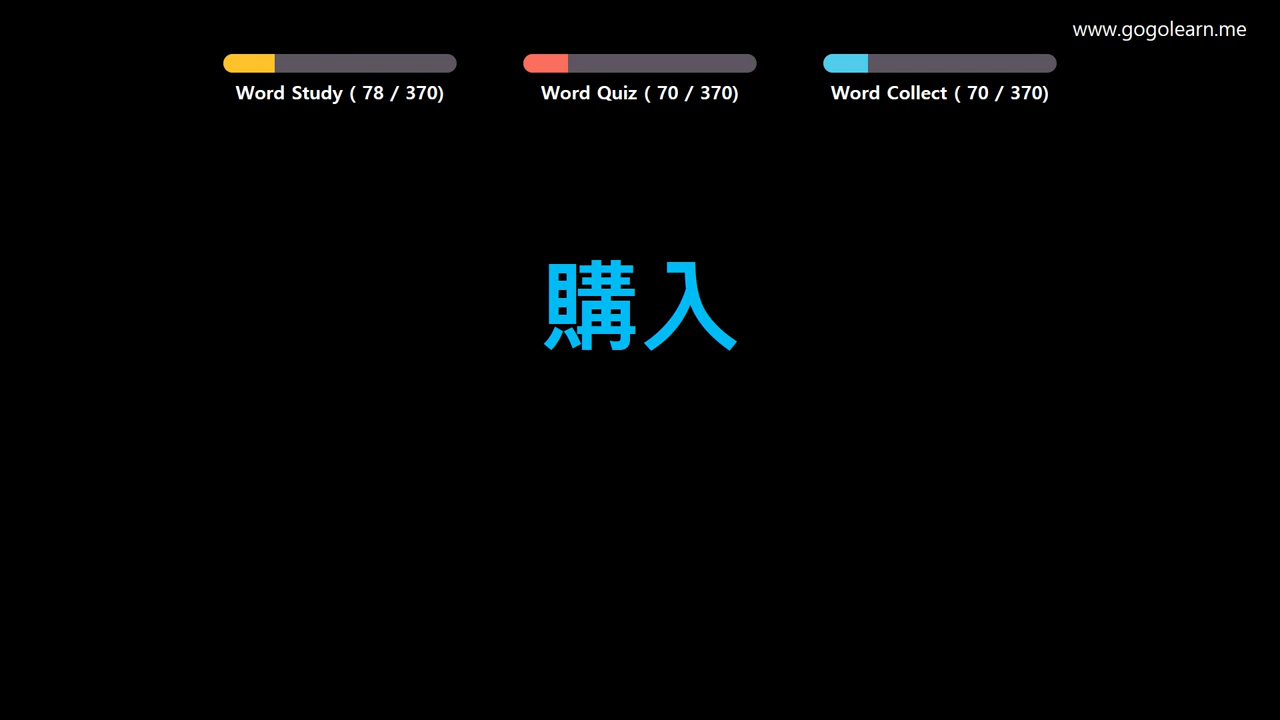 www.gogolearn.me
Word Study ( 78 / 370)
Word Quiz ( 70 / 370)
Word Collect ( 70 / 370)
購入